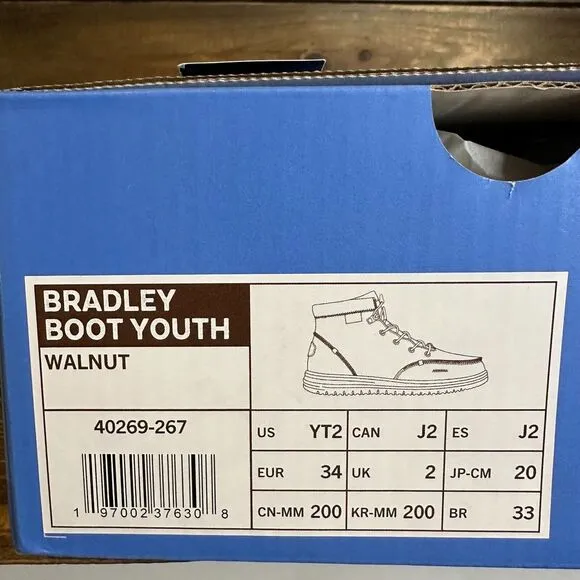 BRADLEY
BOOT YOUTH
WALNUT
40269-267
1 97002 37630 8
US YT2 CAN J2 ES J2
EUR 34 UK 2 JP-CM 20
CN-MM 200 KR-MM 200 BR 33